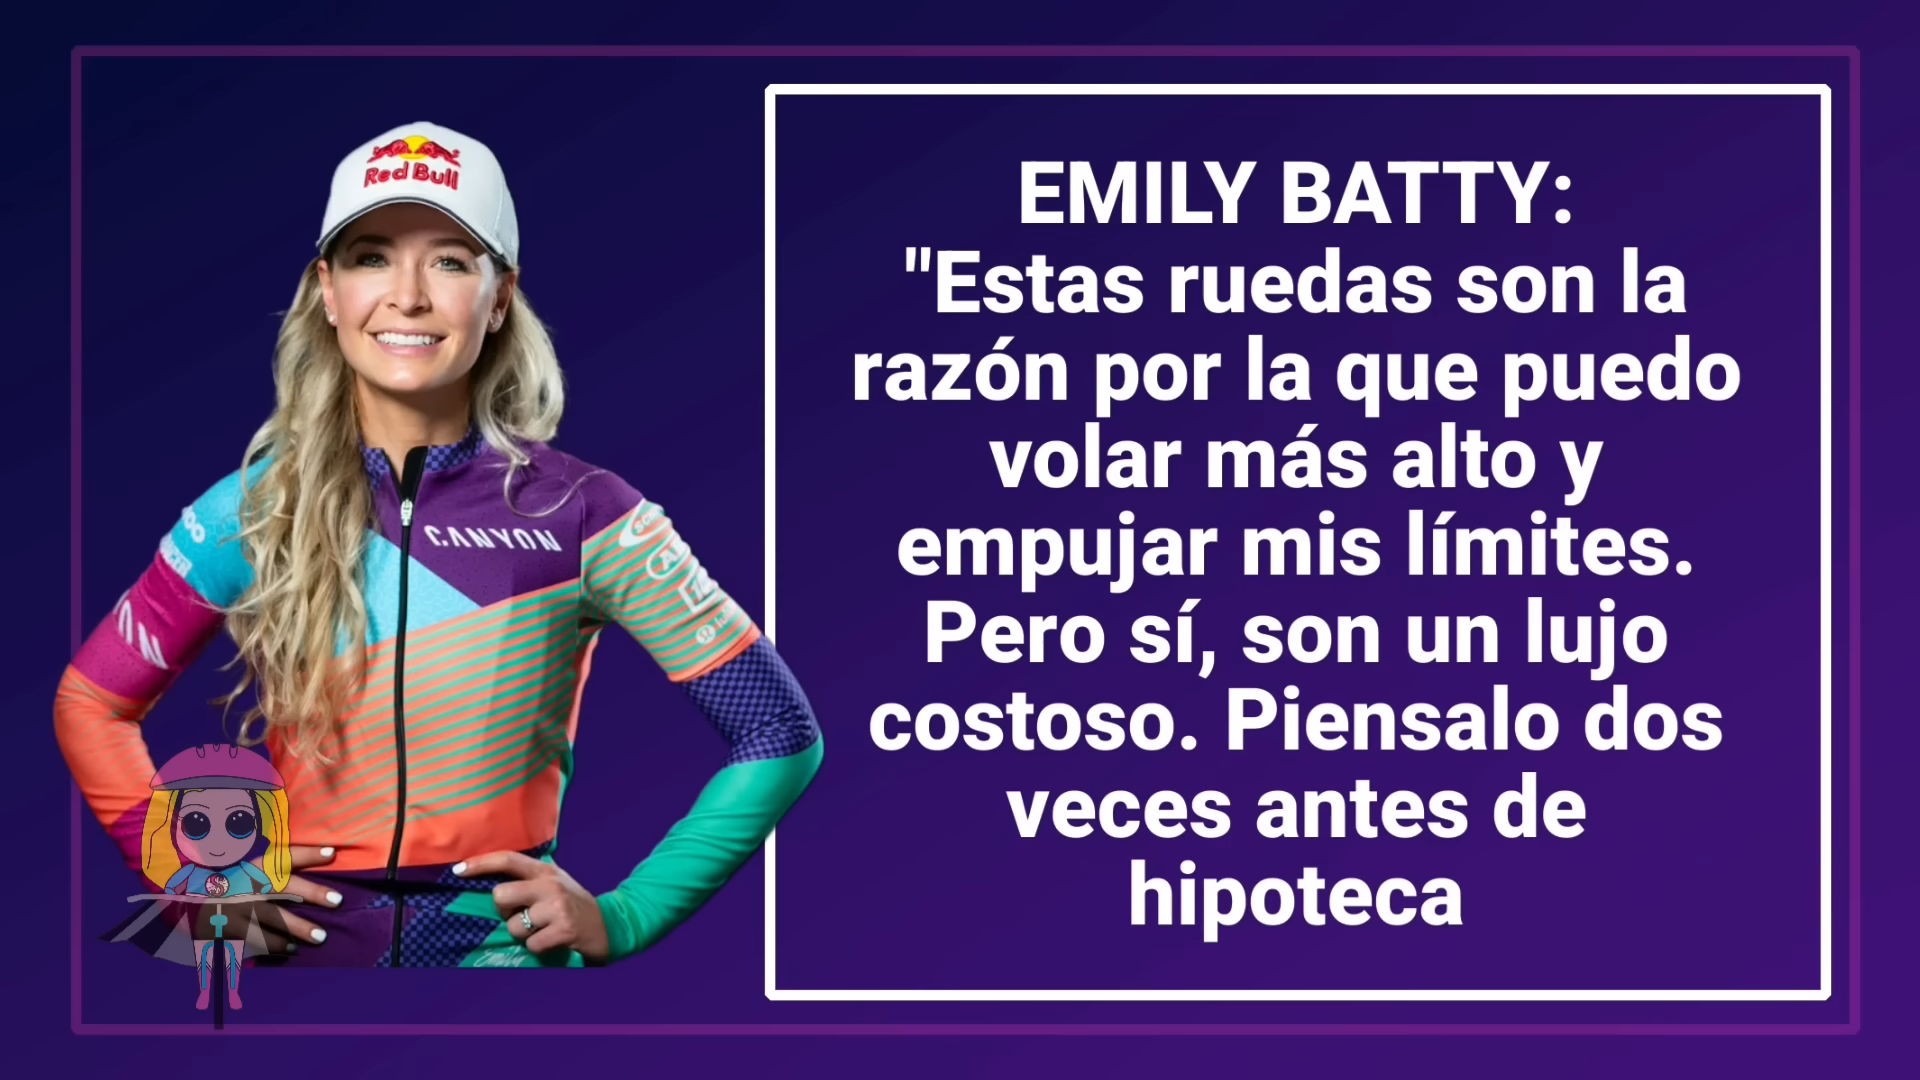 Red Bull
CANYON
EMILY BATTY:
"Estas ruedas son la
razón por la que puedo
volar más alto y
empujar mis límites.
Pero sí, son un lujo
costoso. Piensalo dos
veces antes de
hipoteca